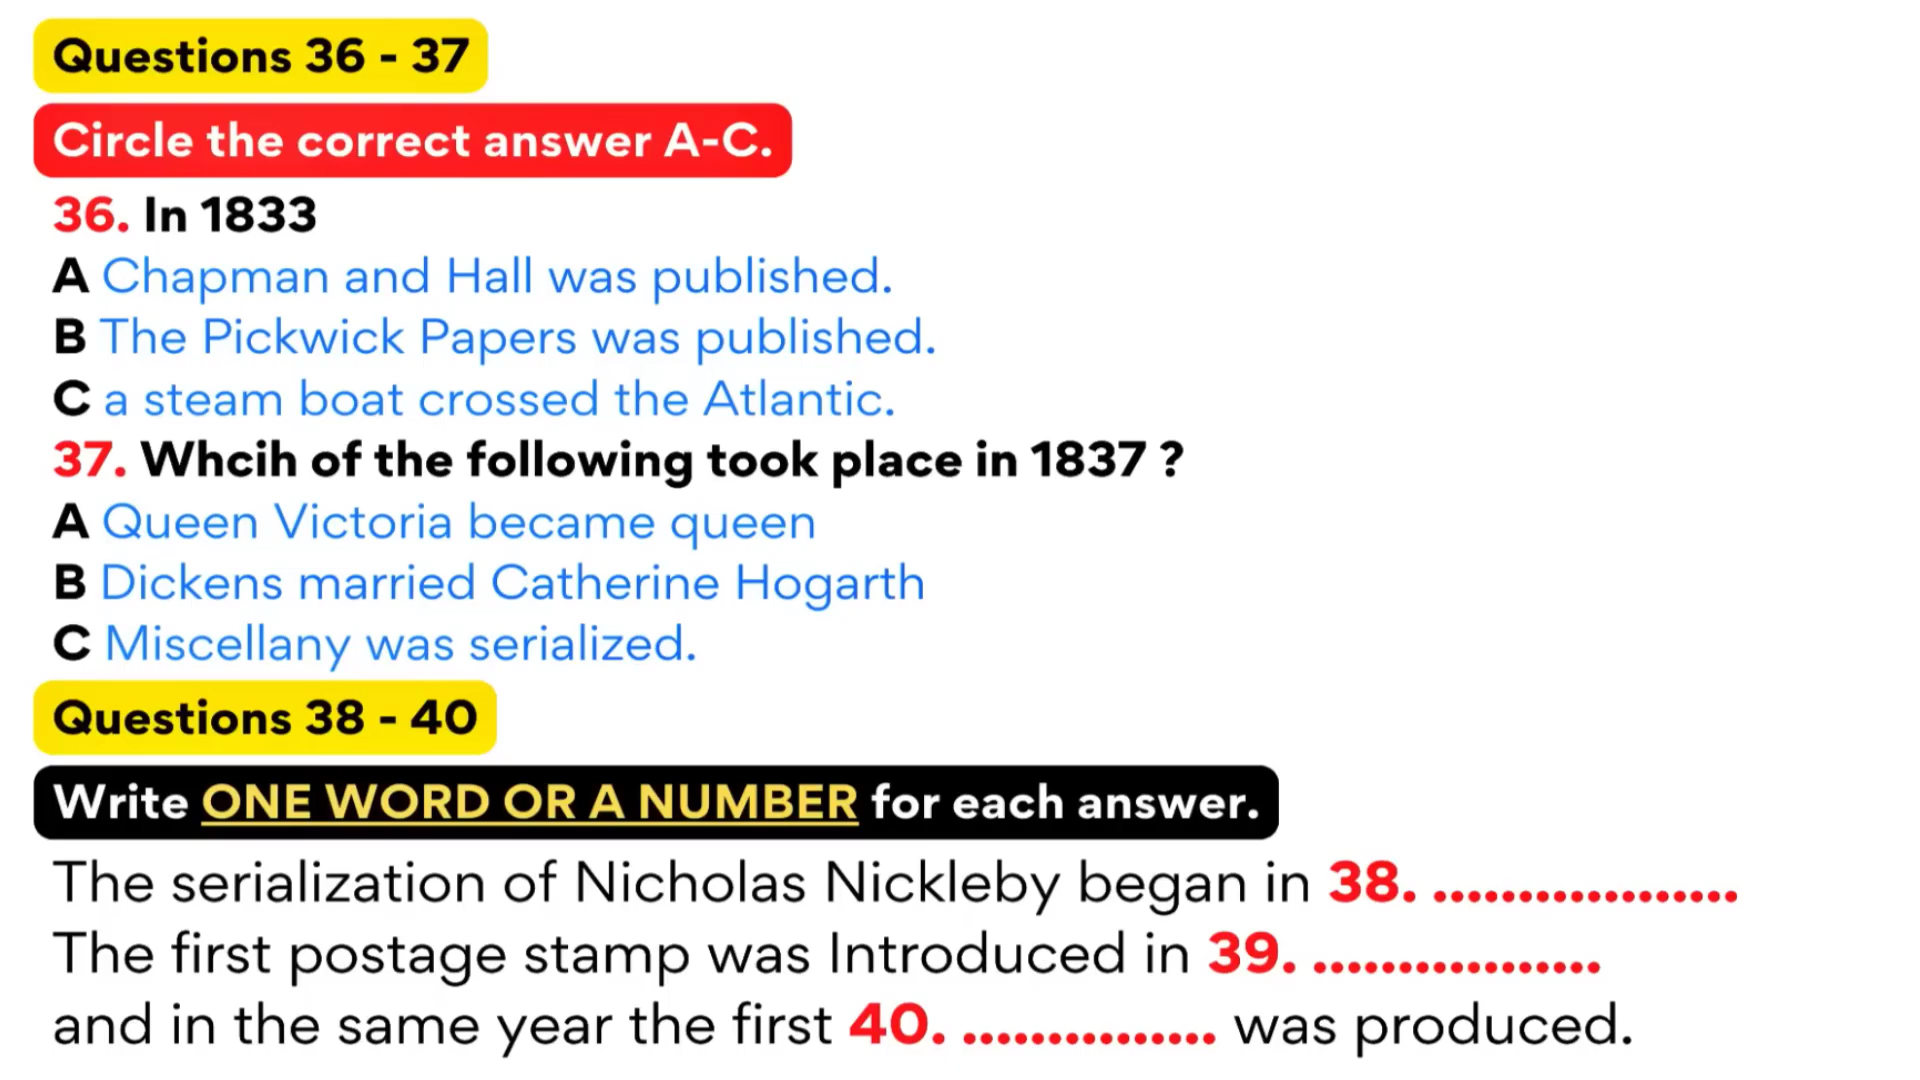 Questions 36 - 37
Circle the correct answer A-C.
36. In 1833
A Chapman and Hall was published.
B The Pickwick Papers was published.
C a steam boat crossed the Atlantic.
37. Whcih of the following took place in 1837 ?
A Queen Victoria became queen
B Dickens married Catherine Hogarth
C Miscellany was serialized.
Questions 38 - 40
Write ONE WORD OR A NUMBER for each answer.
The serialization of Nicholas Nickleby began in 38. ..................
The first postage stamp was Introduced in 39. .................
and in the same year the first 40. ............... was produced.